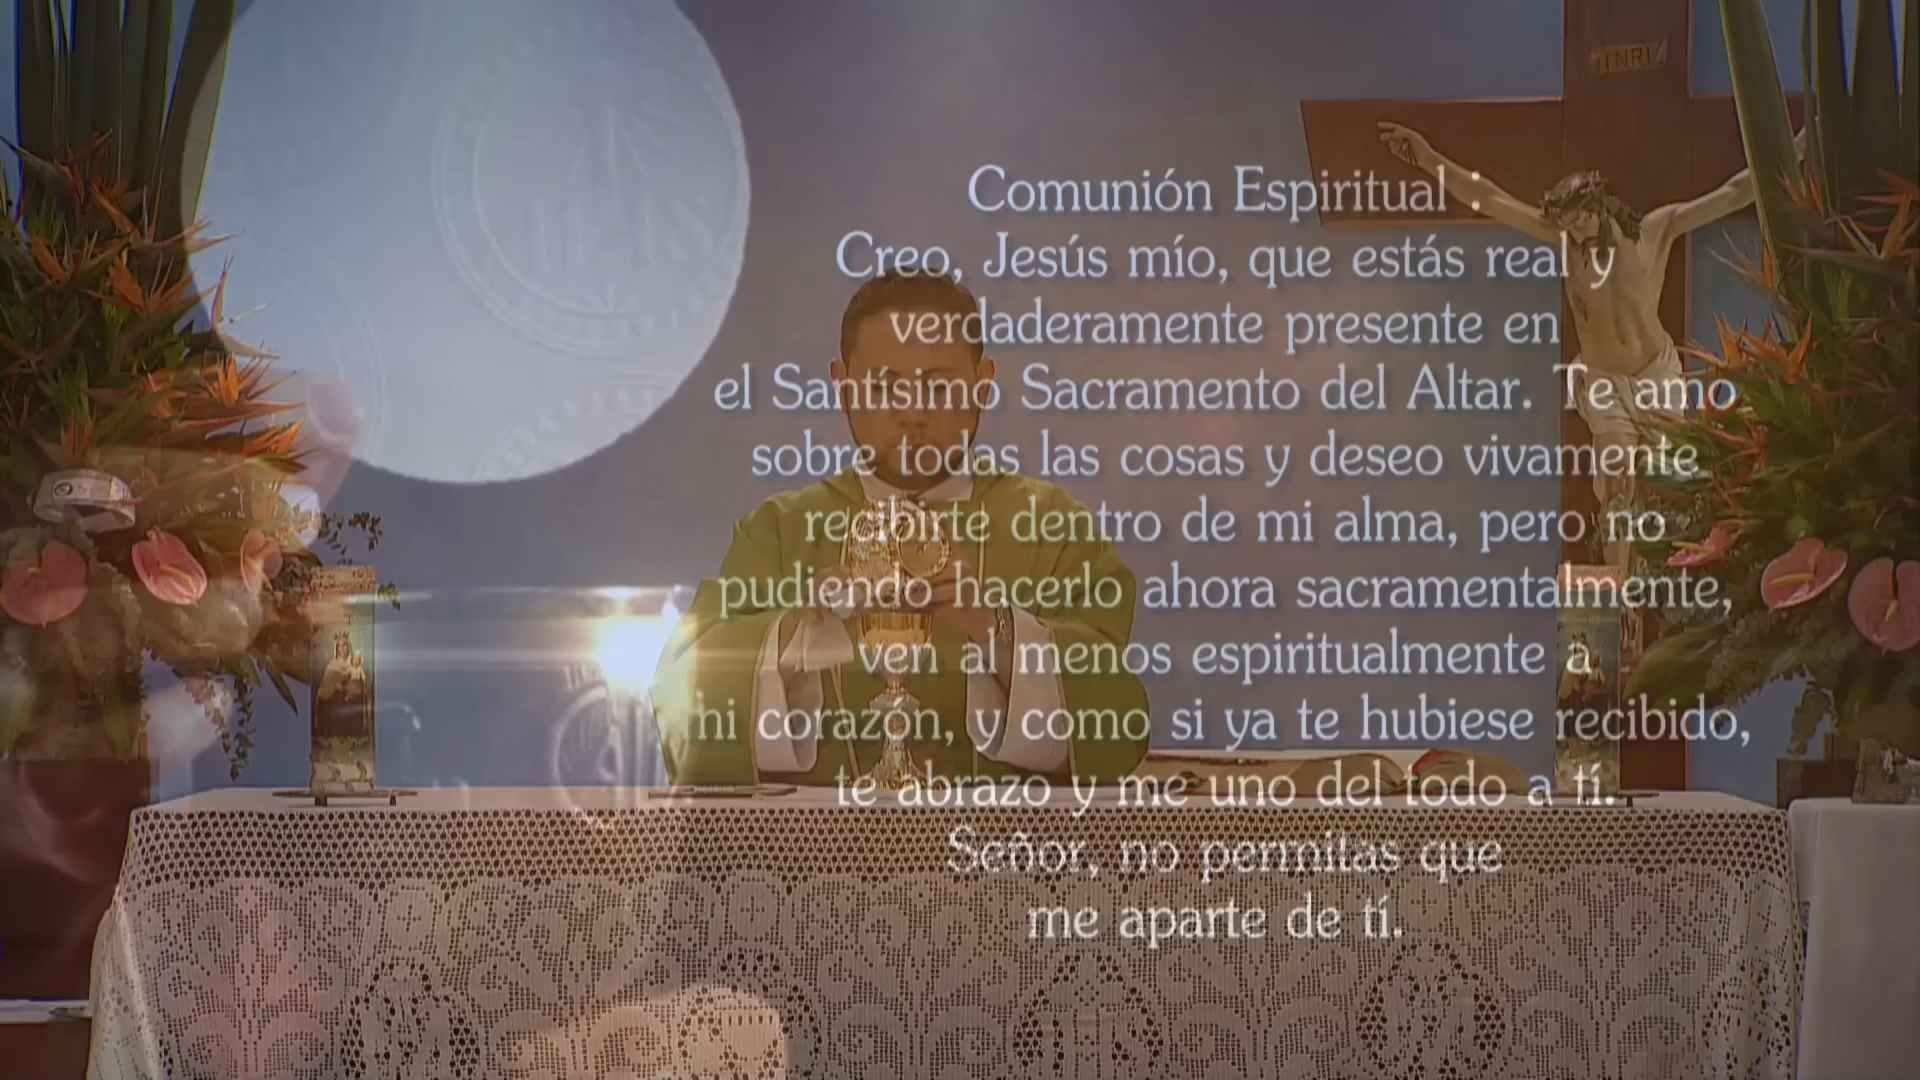 INRI
IHS
Comunión Espiritual :
Creo, Jesús mío, que estás real y
verdaderamente presente en
el Santísimo Sacramento del Altar. Te amo
sobre todas las cosas y deseo vivamente
recibirte dentro de mi alma, pero no
pudiendo hacerlo ahora sacramentalmente,
ven al menos espiritualmente a
mi corazón, y como si ya te hubiese recibido,
te abrazo y me uno del todo a tí.
Señor, no permitas que
me aparte de tí.